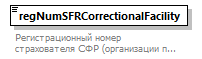 regNumSFRCorrectionalFacility
Регистрационный номер
страхователя СФР (организации п...